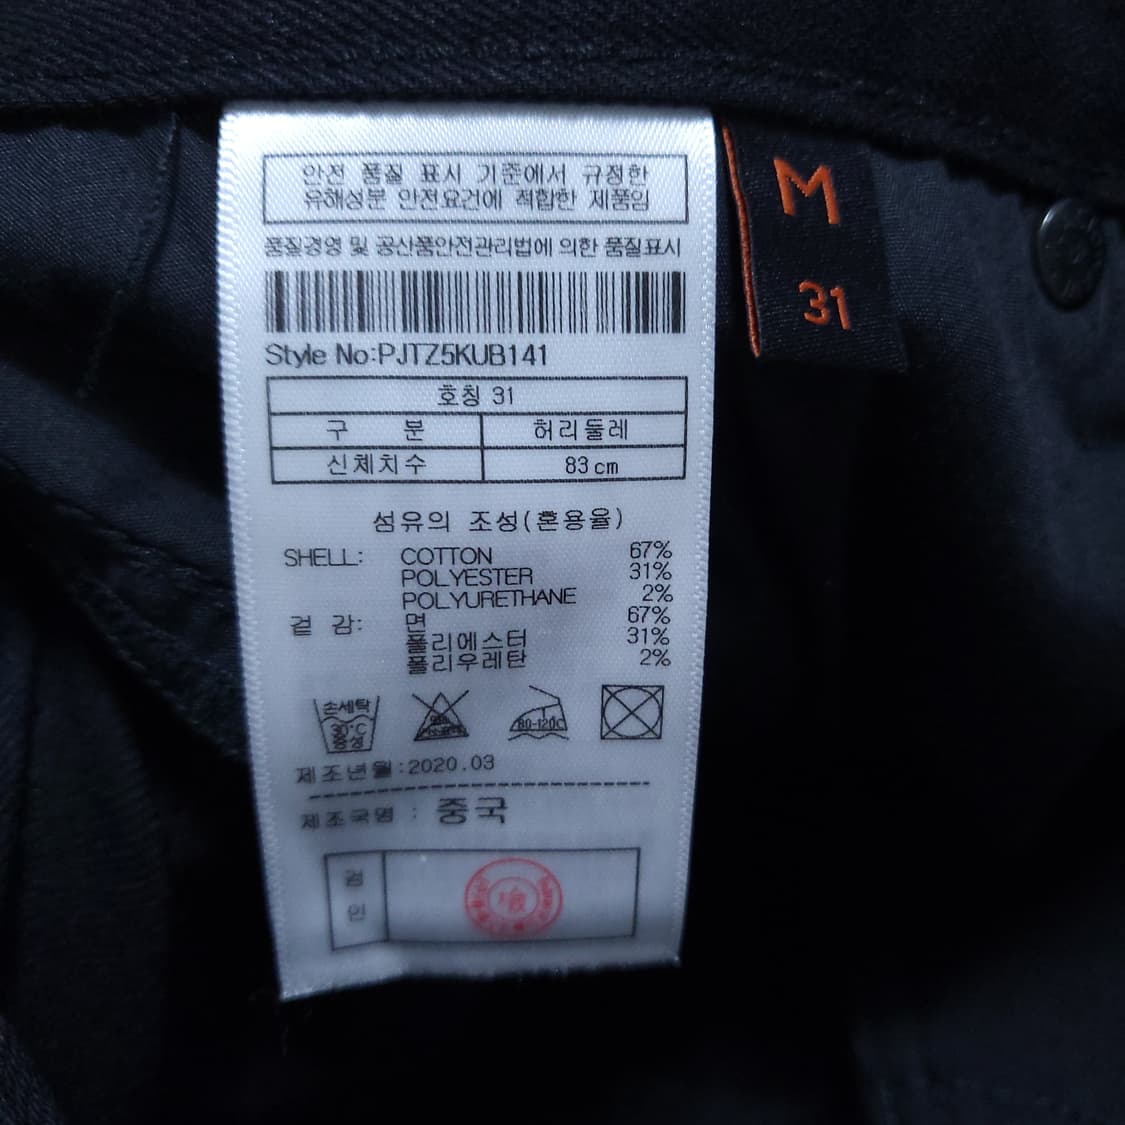 안전 품질 표시 기준에서 규정한
유해성분 안전요건에 적합한 제품임
품질경영 및 공산품안전관리법에 의한 품질표시
Style No:PJTZ5KUB141
호칭 31
구 분 허리둘레
신체치수 83cm
섬유의 조성(혼용율)
SHELL: COTTON 67%
POLYESTER 31%
POLYURETHANE 2%
겉 감: 면 67%
폴리에스터 31%
폴리우레탄 2%
손세탁
30°C
중성
80-120C
제조년월:2020.03
제조국명 : 중국
검
인
M
31